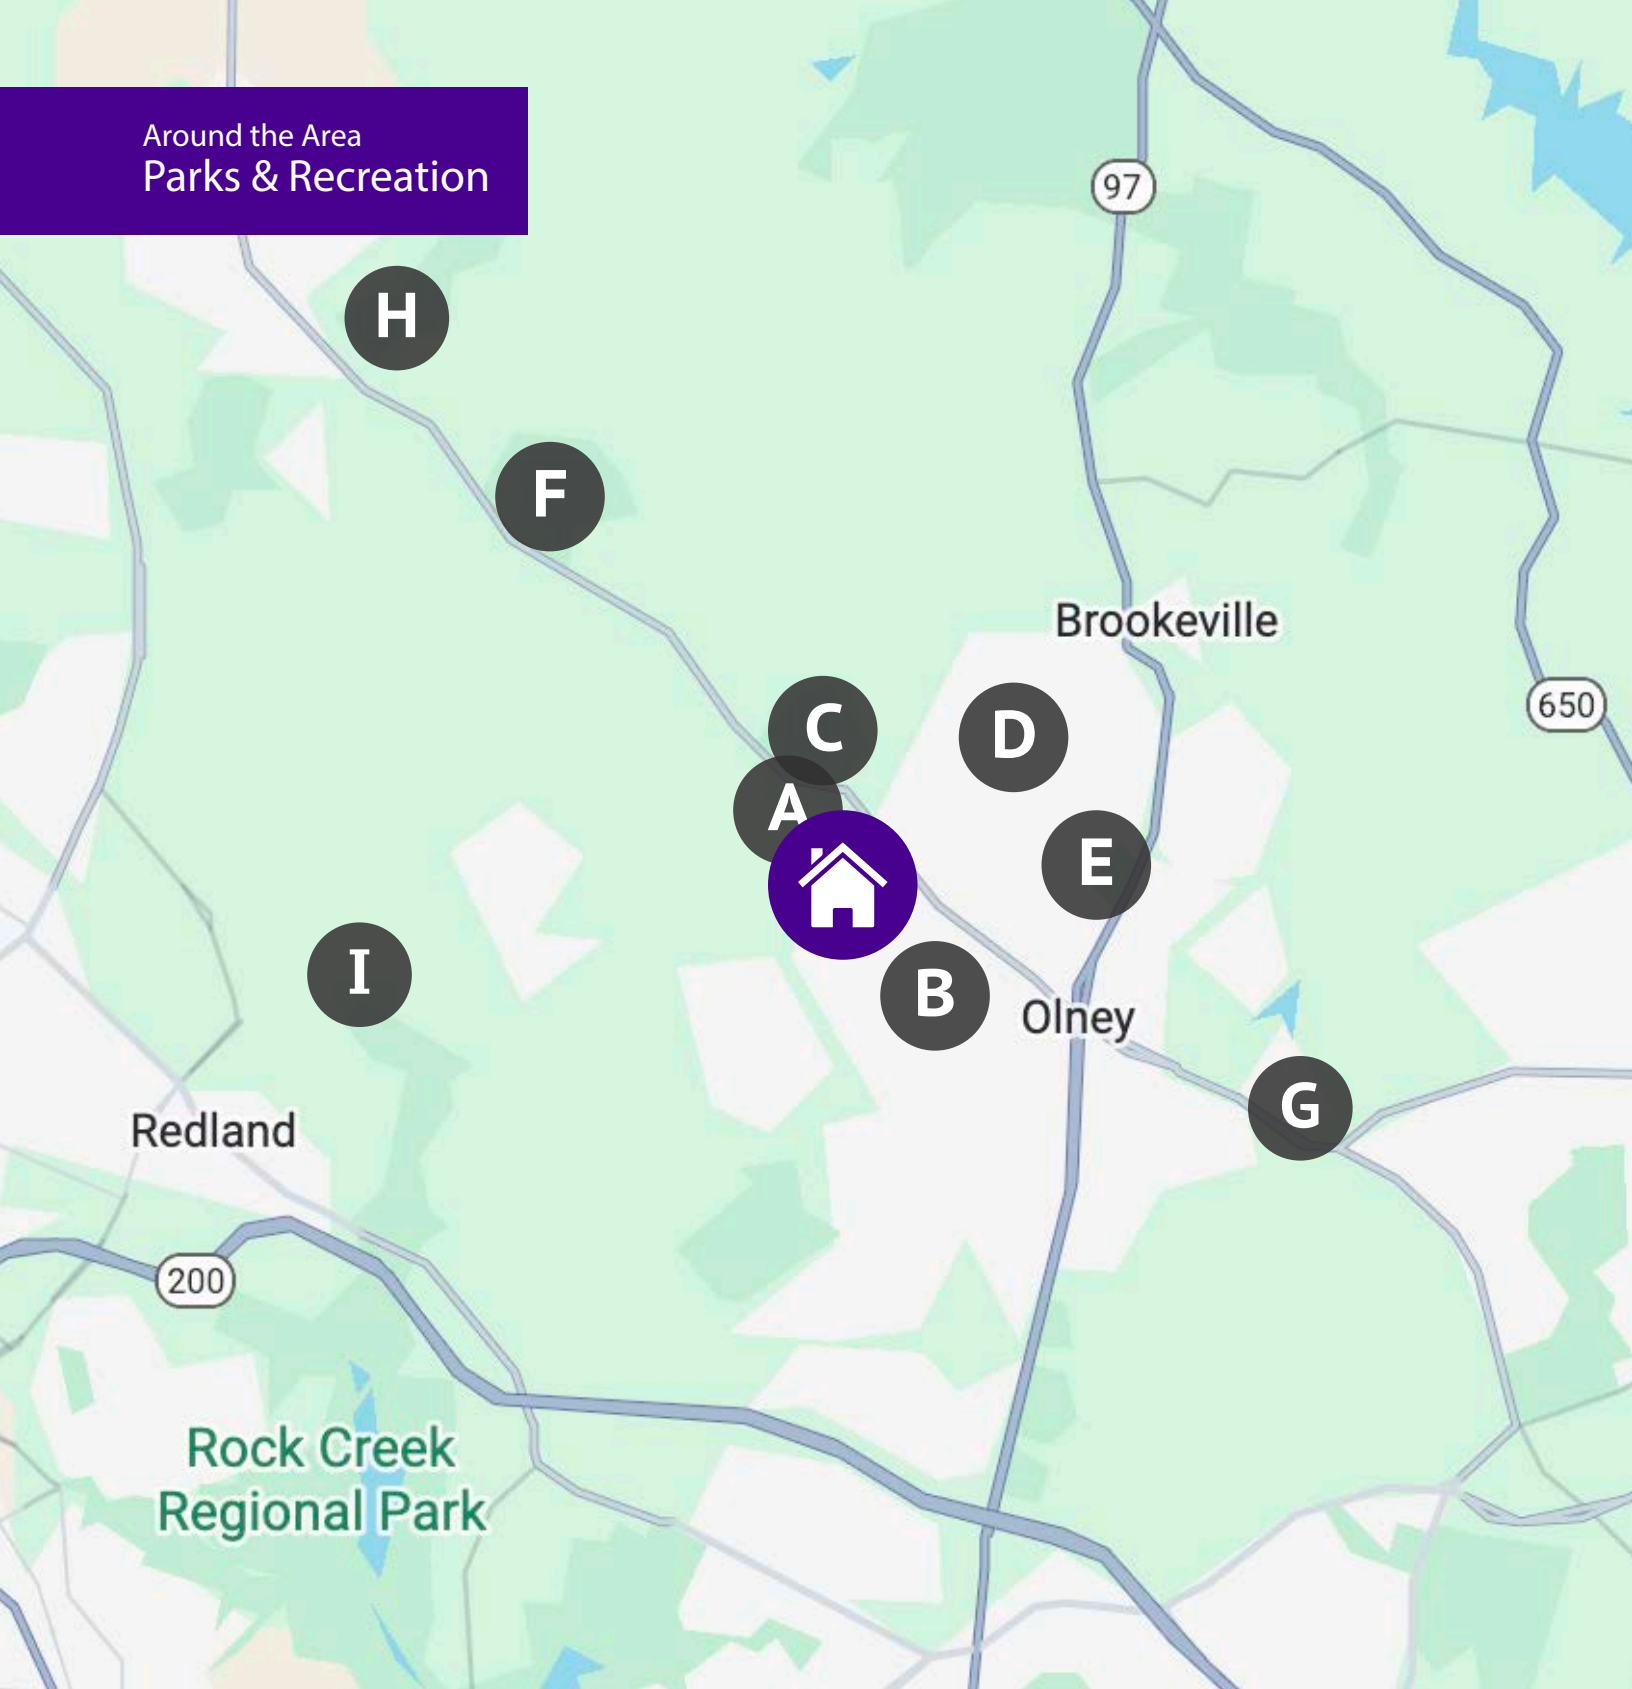 Around the Area
Parks & Recreation
97
H
F
Brookeville
650
C
D
A
E
I
B
Olney
G
Redland
200
Rock Creek
Regional Park